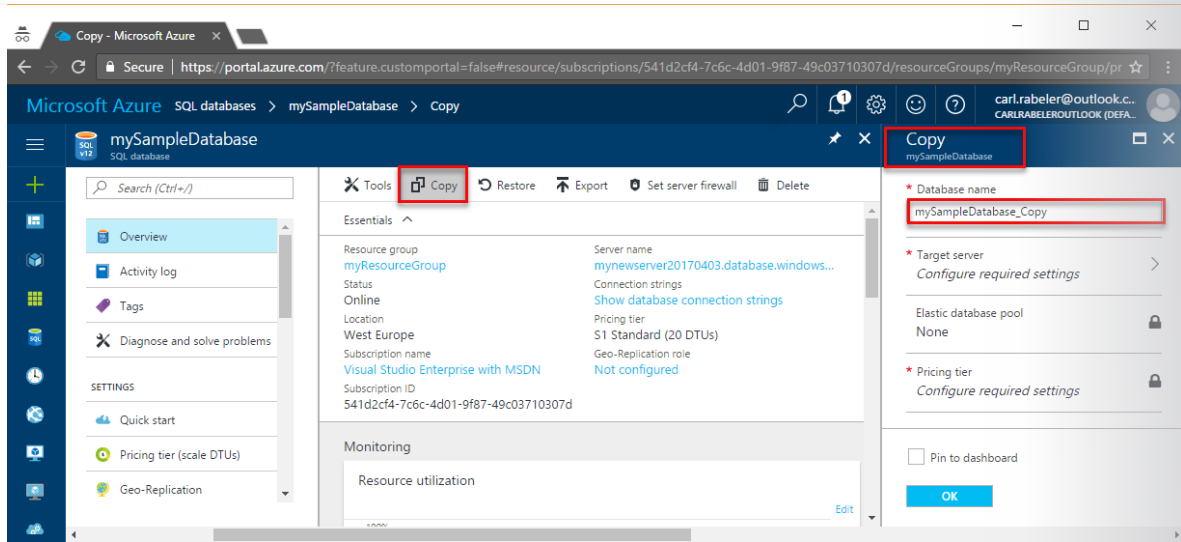 Copy - Microsoft Azure
Secure | https://portal.azure.com/?feature.customportal=false#resource/subscriptions/541d2cf4-7c6c-4d01-9f87-49c03710307d/resourceGroups/myResourceGroup/pr
Microsoft Azure SQL databases > mySampleDatabase > Copy
1
carl.rabeler@outlook.c...
CARLRABELEROUTLOOK (DEFA...
SQL v12
mySampleDatabase
SQL database
Search (Ctrl+/)
Overview
Activity log
Tags
Diagnose and solve problems
SETTINGS
Quick start
Pricing tier (scale DTUs)
Geo-Replication
Tools Copy Restore Export Set server firewall Delete
Essentials
Resource group
myResourceGroup
Status
Online
Location
West Europe
Subscription name
Visual Studio Enterprise with MSDN
Subscription ID
541d2cf4-7c6c-4d01-9f87-49c03710307d
Server name
mynewserver20170403.database.windows...
Connection strings
Show database connection strings
Pricing tier
S1 Standard (20 DTUs)
Geo-Replication role
Not configured
Monitoring
Resource utilization
Edit
100%
Copy
mySampleDatabase
* Database name
mySampleDatabase_Copy
* Target server
Configure required settings
Elastic database pool
None
* Pricing tier
Configure required settings
Pin to dashboard
OK